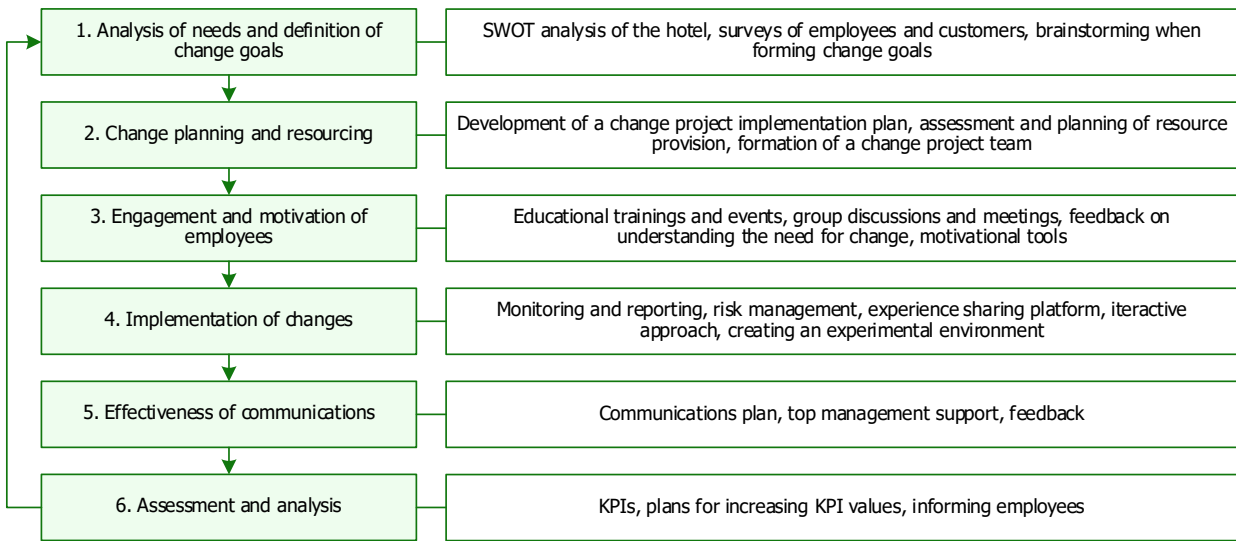 1. Analysis of needs and definition of
change goals
SWOT analysis of the hotel, surveys of employees and customers, brainstorming when
forming change goals
2. Change planning and resourcing
Development of a change project implementation plan, assessment and planning of resource
provision, formation of a change project team
3. Engagement and motivation of
employees
Educational trainings and events, group discussions and meetings, feedback on
understanding the need for change, motivational tools
4. Implementation of changes
Monitoring and reporting, risk management, experience sharing platform, iteractive
approach, creating an experimental environment
5. Effectiveness of communications
Communications plan, top management support, feedback
6. Assessment and analysis
KPIs, plans for increasing KPI values, informing employees